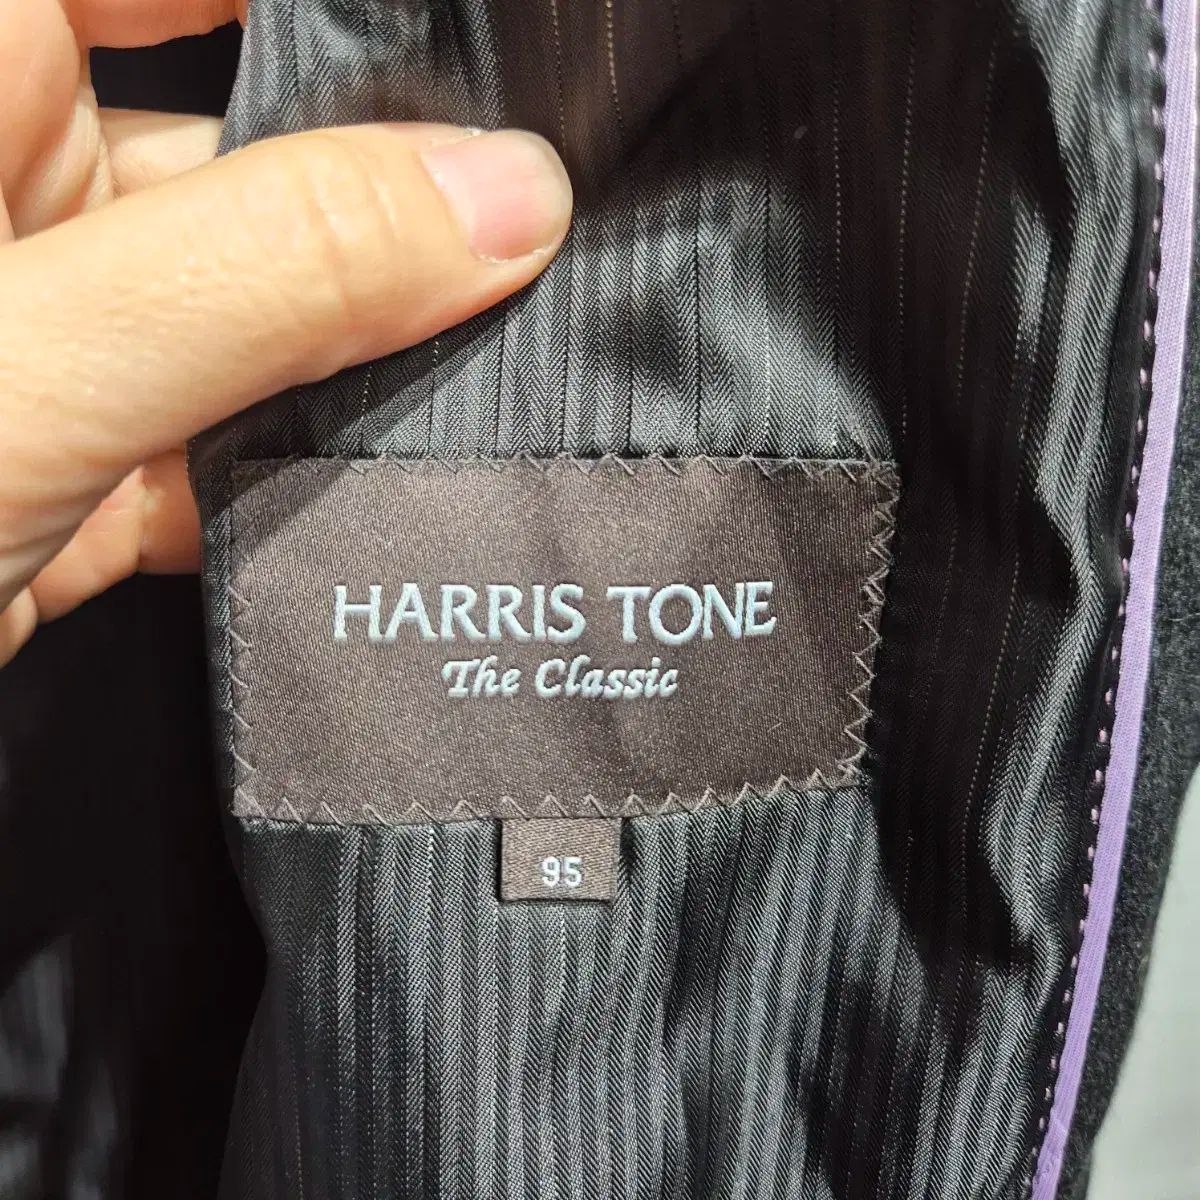 HARRIS TONE
The Classic
95